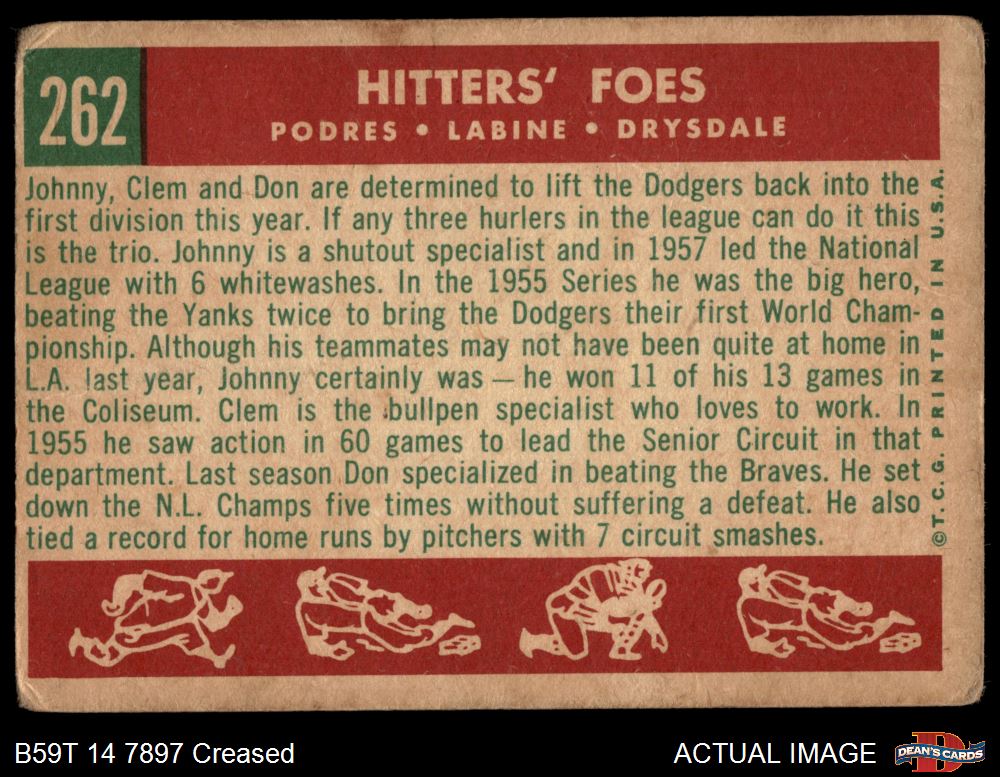 262
HITTERS' FOES
PODRES • LABINE • DRYSDALE
Johnny, Clem and Don are determined to lift the Dodgers back into the
first division this year. If any three hurlers in the league can do it this
is the trio. Johnny is a shutout specialist and in 1957 led the National
League with 6 whitewashes. In the 1955 Series he was the big hero,
beating the Yanks twice to bring the Dodgers their first World Cham-
pionship. Although his teammates may not have been quite at home in
L.A. last year, Johnny certainly was — he won 11 of his 13 games in
the Coliseum. Clem is the bullpen specialist who loves to work. In
1955 he saw action in 60 games to lead the Senior Circuit in that
department. Last season Don specialized in beating the Braves. He set
down the N.L. Champs five times without suffering a defeat. He also
tied a record for home runs by pitchers with 7 circuit smashes.
© T. C. G. PRINTED IN U.S.A.
B59T 14 7897 Creased
ACTUAL IMAGE
D
DEAN'S CARDS